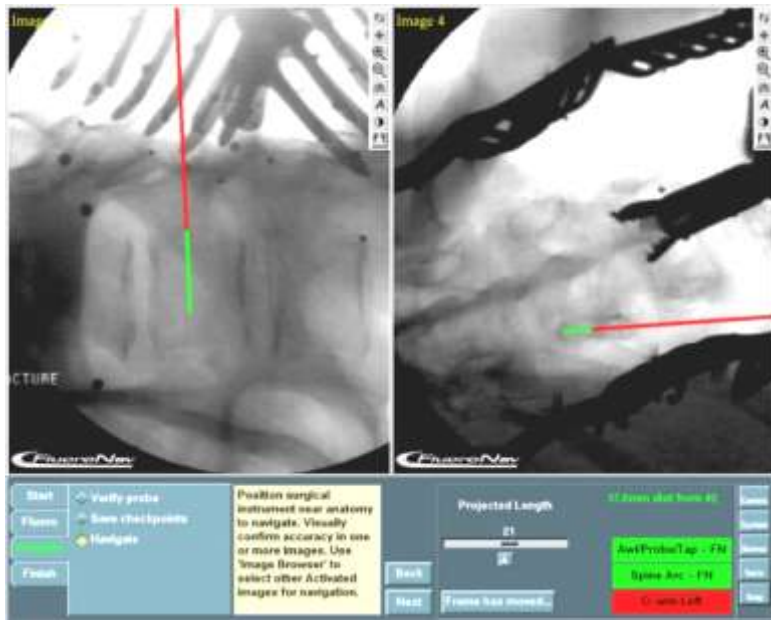 Image
Image 4
A
A
CTURE
FluoroNav
FluoroNav
Start
Fluoro
Finish
Verify probe
Save checkpoints
Navigate
Position surgical
instrument near anatomy
to navigate. Visually
confirm accuracy in one
or more images. Use
'Image Browser' to
select other Activated
images for navigation.
Back
Next
Projected Length
21
Frame has moved...
Awl/Probe/Tap - FN
Spine Arc - FN